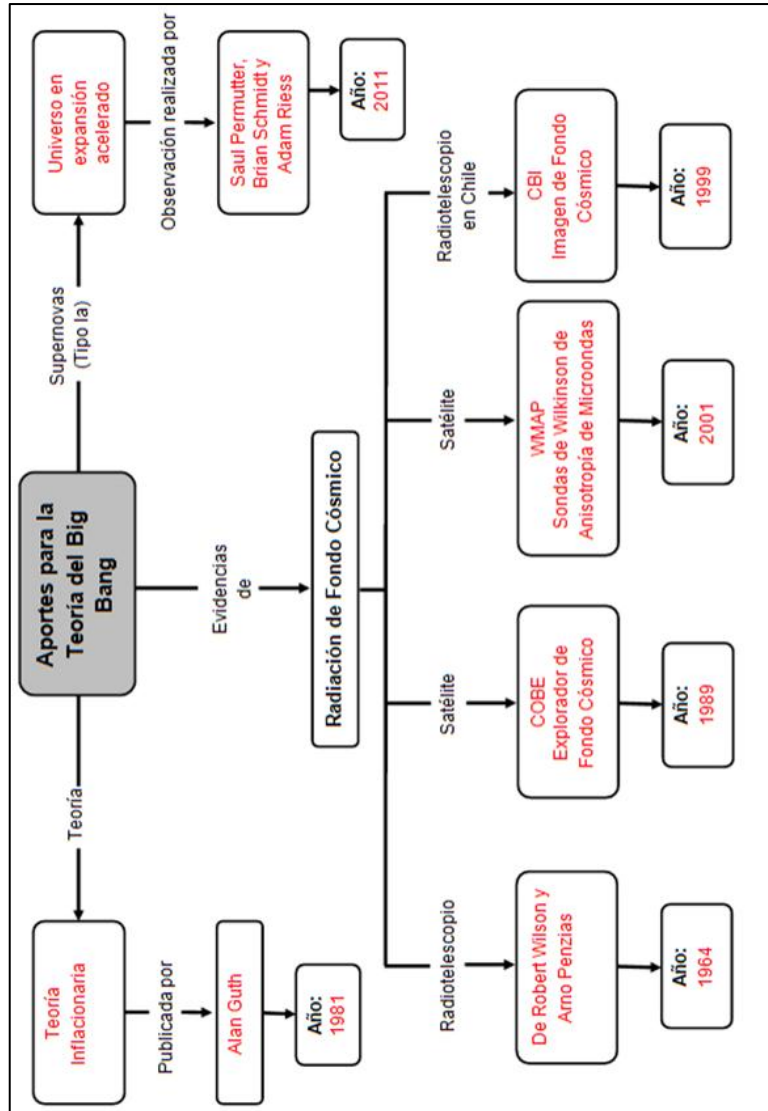 Aportes para la
Teoría del Big
Bang
Teoría
Teoría
Inflacionaria
Publicada por
Alan Guth
Año:
1981
Supernovas
(Tipo Ia)
Universo en
expansión
acelerado
Observación realizada por
Saul Permutter,
Brian Schmidt y
Adam Riess
Año:
2011
Evidencias
de
Radiación de Fondo Cósmico
Radiotelescopio
De Robert Wilson y
Arno Penzias
Año:
1964
Satélite
COBE
Explorador de
Fondo Cósmico
Año:
1989
Satélite
WMAP
Sondas de Wilkinson de
Anisotropía de Microondas
Año:
2001
Radiotelescopio
en Chile
CBI
Imagen de Fondo
Cósmico
Año:
1999